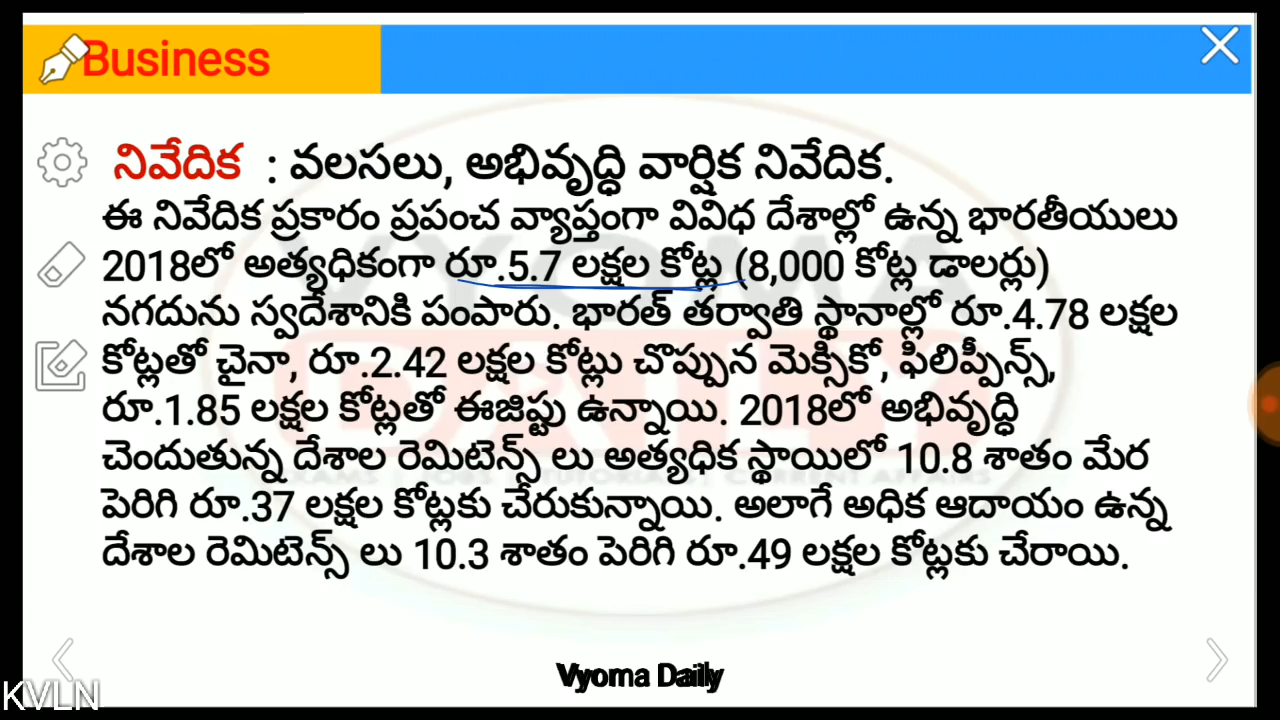 Business
నివేదిక : వలసలు, అభివృద్ధి వార్షిక నివేదిక.
ఈ నివేదిక ప్రకారం ప్రపంచ వ్యాప్తంగా వివిధ దేశాల్లో ఉన్న భారతీయులు
2018లో అత్యధికంగా రూ.5.7 లక్షల కోట్ల (8,000 కోట్ల డాలర్లు)
నగదును స్వదేశానికి పంపారు. భారత్ తర్వాతి స్థానాల్లో రూ.4.78 లక్షల
కోట్లతో చైనా, రూ.2.42 లక్షల కోట్లు చొప్పున మెక్సికో, ఫిలిప్పీన్స్,
రూ.1.85 లక్షల కోట్లతో ఈజిప్టు ఉన్నాయి. 2018లో అభివృద్ధి
చెందుతున్న దేశాల రెమిటెన్స్ లు అత్యధిక స్థాయిలో 10.8 శాతం మేర
పెరిగి రూ.37 లక్షల కోట్లకు చేరుకున్నాయి. అలాగే అధిక ఆదాయం ఉన్న
దేశాల రెమిటెన్స్ లు 10.3 శాతం పెరిగి రూ.49 లక్షల కోట్లకు చేరాయి.
Vyoma Daily
KVLN